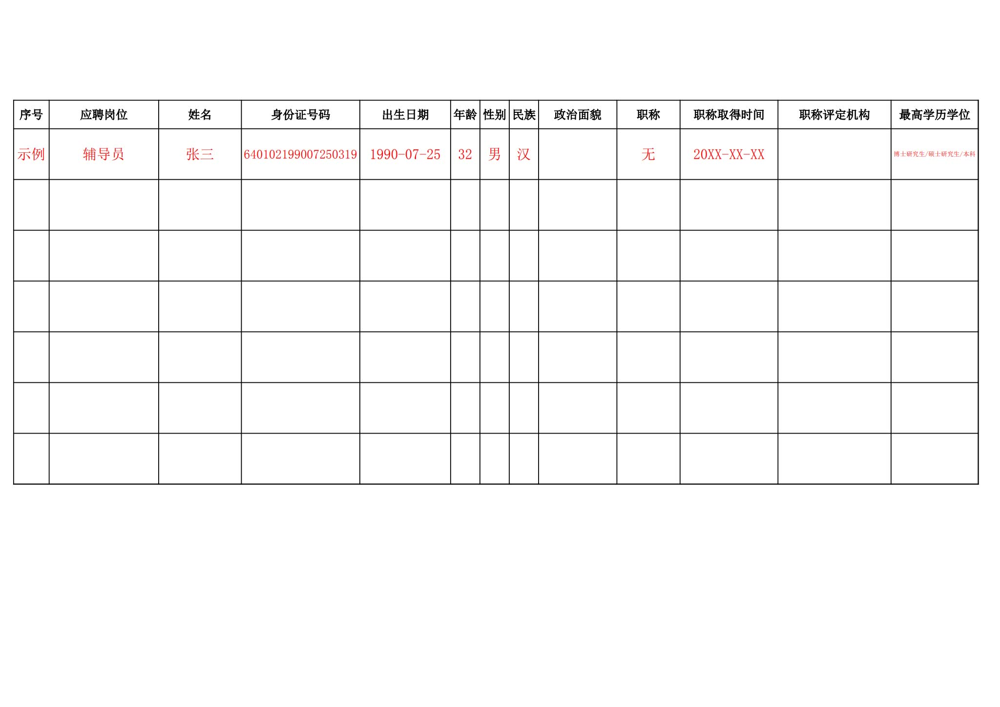 序号 应聘岗位 姓名 身份证号码 出生日期 年龄 性别 民族 政治面貌 职称 职称取得时间 职称评定机构 最高学历学位
示例 辅导员 张三 640102199007250319 1990-07-25 32 男 汉 无 20XX-XX-XX 博士研究生/硕士研究生/本科